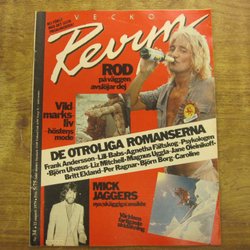 VECKO
Revyn
ROD
på väggen
avslöjar dej
Vild
marks-
liv
-höstens
mode
DE OTROLIGA ROMANSERNA
Frank Andersson-Lill-Babs-Agnetha Fältskog-Psykologen
-Björn Ulvæus-Liz Mitchell-Magnus Uggla-Jane Oleinikoff-
Britt Ekland-Per Ragnar-Björn Borg-Caroline
MICK
JAGGERS
Världens